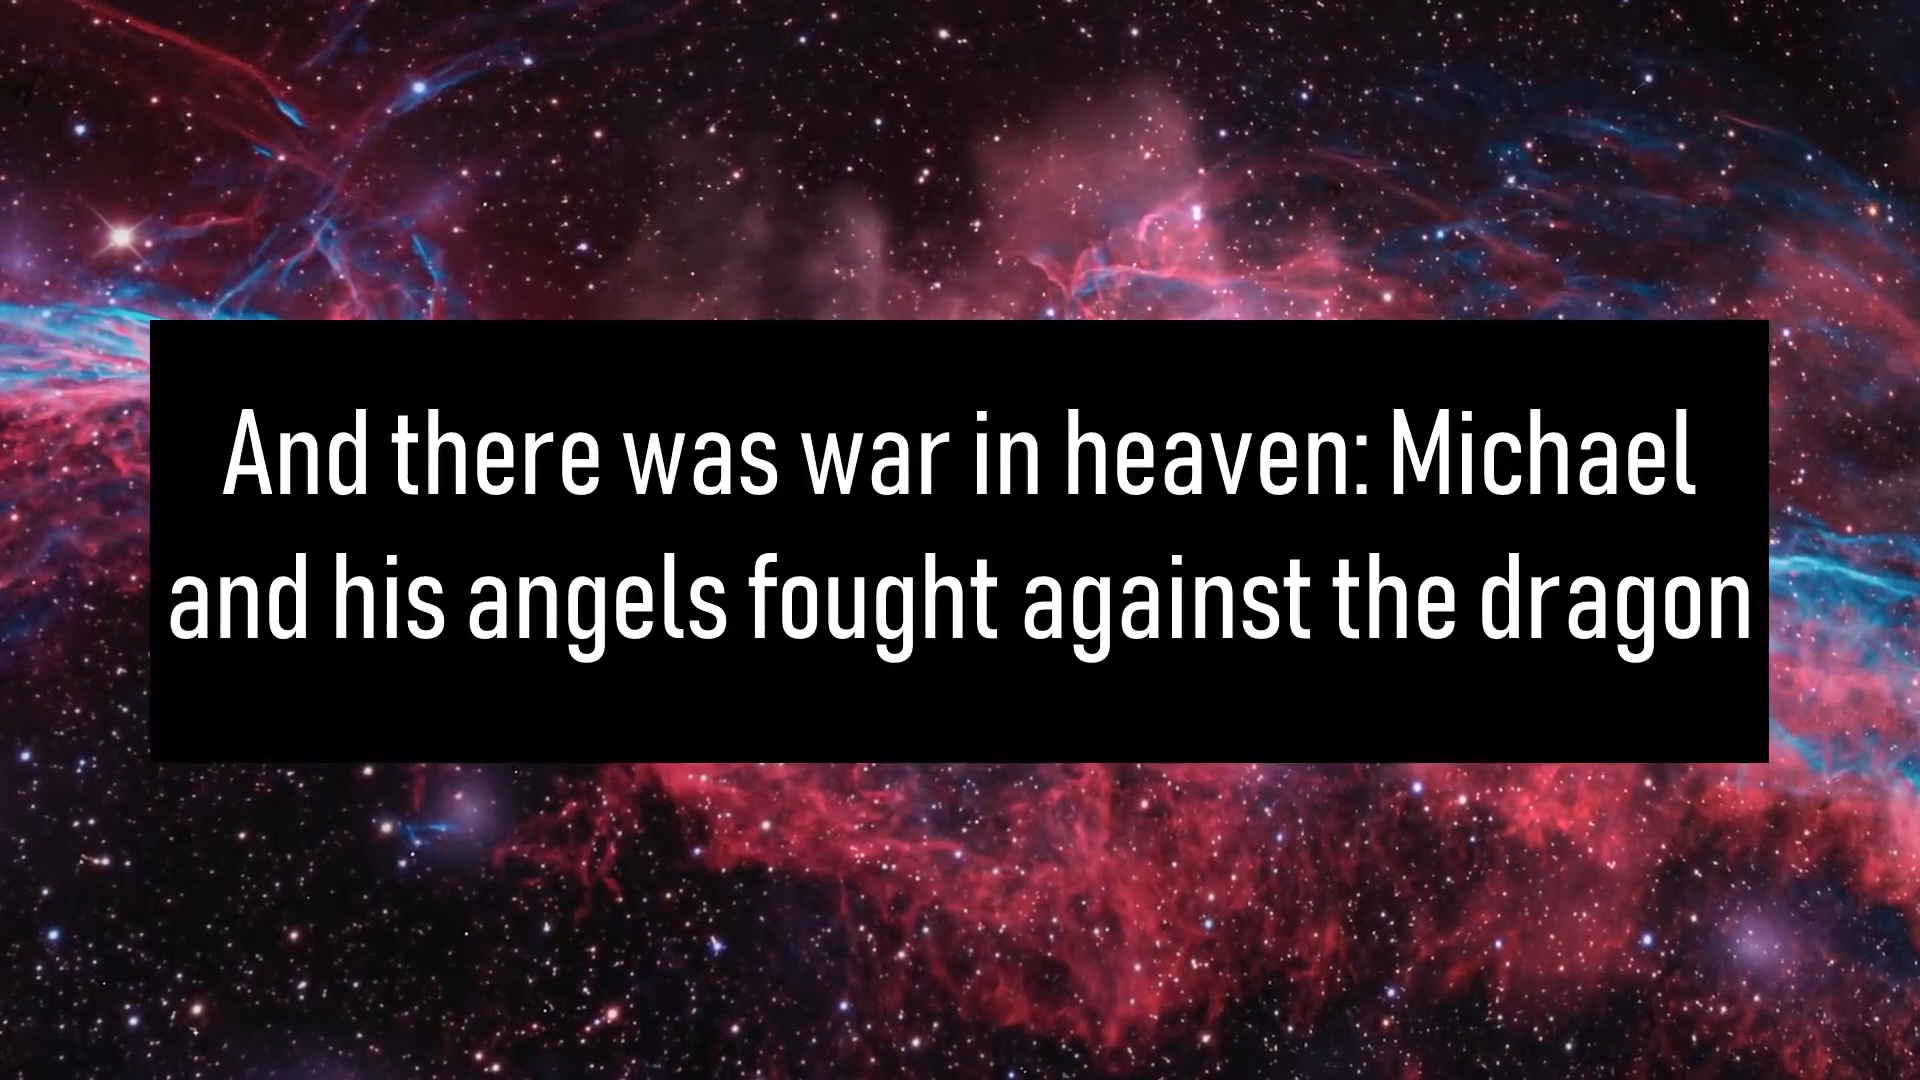 And there was war in heaven: Michael
and his angels fought against the dragon